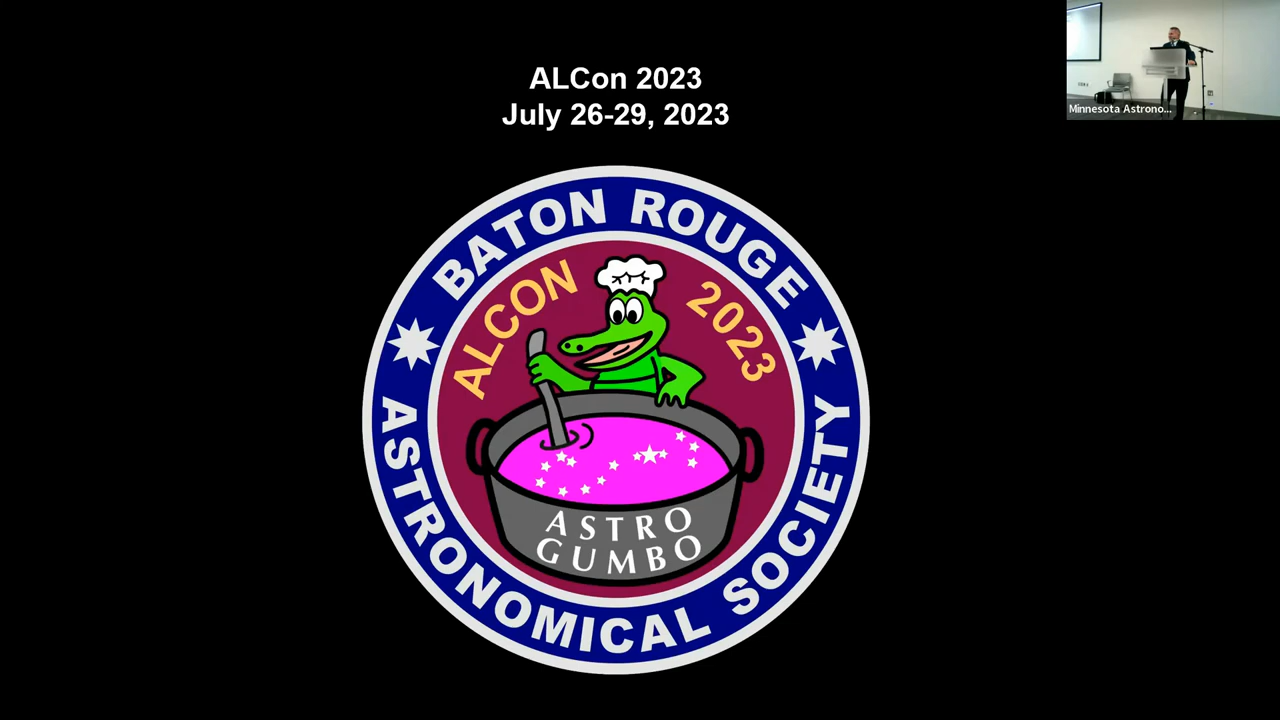 ALCon 2023
July 26-29, 2023
Minnesota Astrono...
BATON ROUGE
ALCON 2023
ASTRO
GUMBO
ASTRONOMICAL SOCIETY